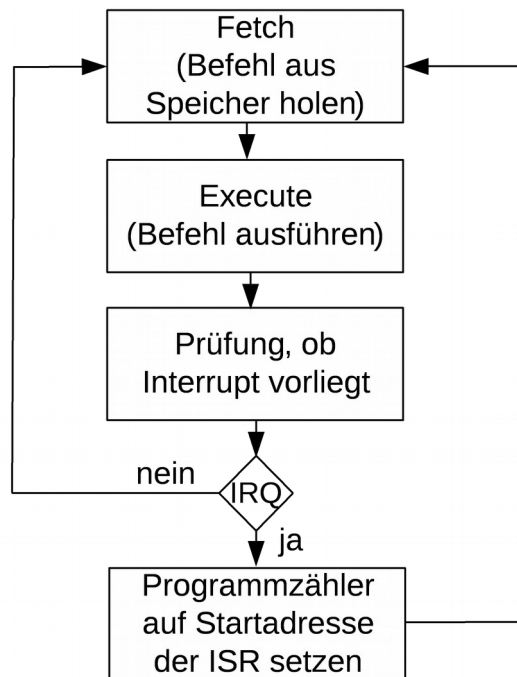 Fetch
(Befehl aus
Speicher holen)
Execute
(Befehl ausführen)
Prüfung, ob
Interrupt vorliegt
nein
IRQ
ja
Programmzähler
auf Startadresse
der ISR setzen